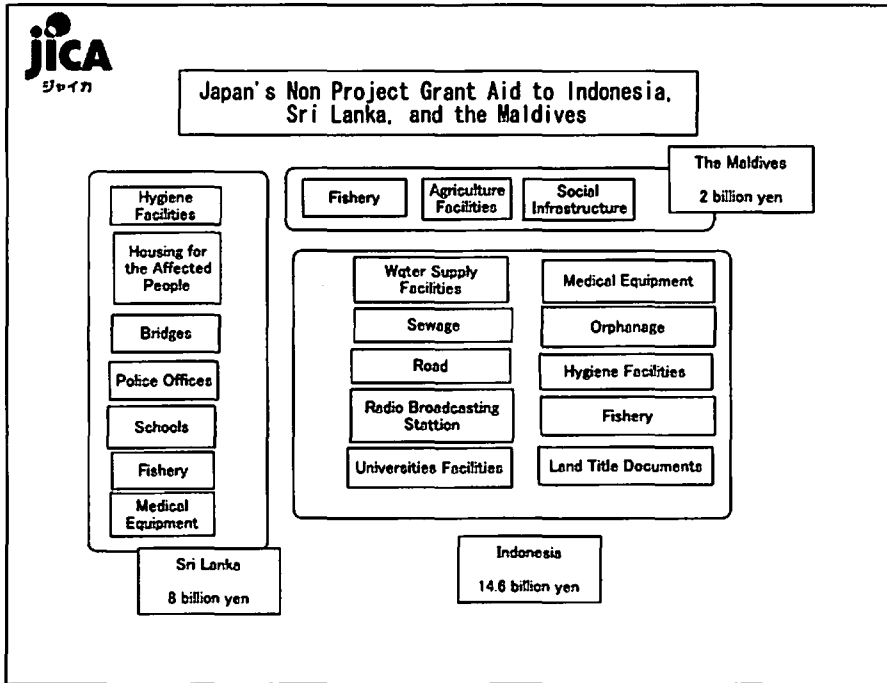 JICA
ジャイカ
Japan's Non Project Grant Aid to Indonesia,
Sri Lanka, and the Maldives
The Maldives
2 billion yen
Fishery
Agriculture
Facilities
Social
Infrastructure
Hygiene
Facilities
Housing for
the Affected
People
Bridges
Police Offices
Schools
Fishery
Medical
Equipment
Sri Lanka
8 billion yen
Water Supply
Facilities
Sewage
Road
Radio Broadcasting
Stattion
Universities Facilities
Medical Equipment
Orphanage
Hygiene Facilities
Fishery
Land Title Documents
Indonesia
14.6 billion yen